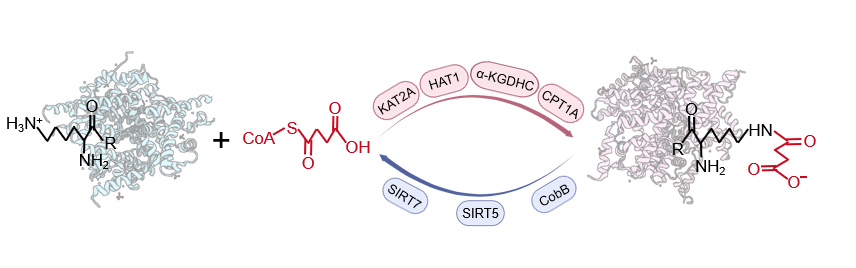 H₃N⁺
O
R
NH₂
+
CoA
S
O
O
OH
KAT2A
HAT1
α-KGDHC
CPT1A
SIRT7
SIRT5
CobB
O
R
NH₂
HN
O
O
O⁻